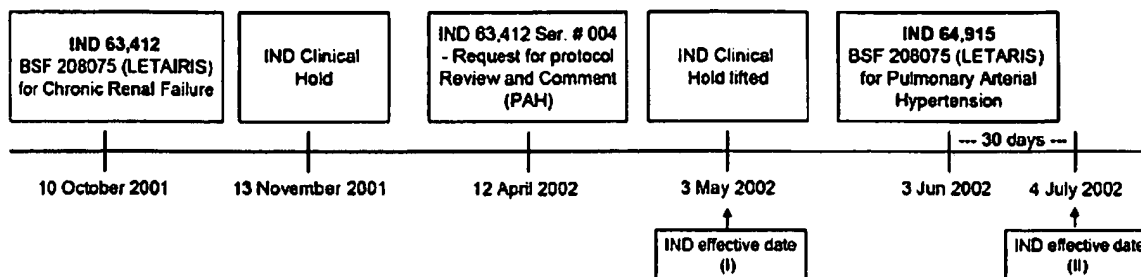 IND 63,412
BSF 208075 (LETAIRIS)
for Chronic Renal Failure
IND Clinical
Hold
IND 63,412 Ser. # 004
- Request for protocol
Review and Comment
(PAH)
IND Clinical
Hold lifted
IND 64,915
BSF 208075 (LETARIS)
for Pulmonary Arterial
Hypertension
--- 30 days ---
10 October 2001
13 November 2001
12 April 2002
3 May 2002
3 Jun 2002
4 July 2002
IND effective date
(I)
IND effective date
(II)